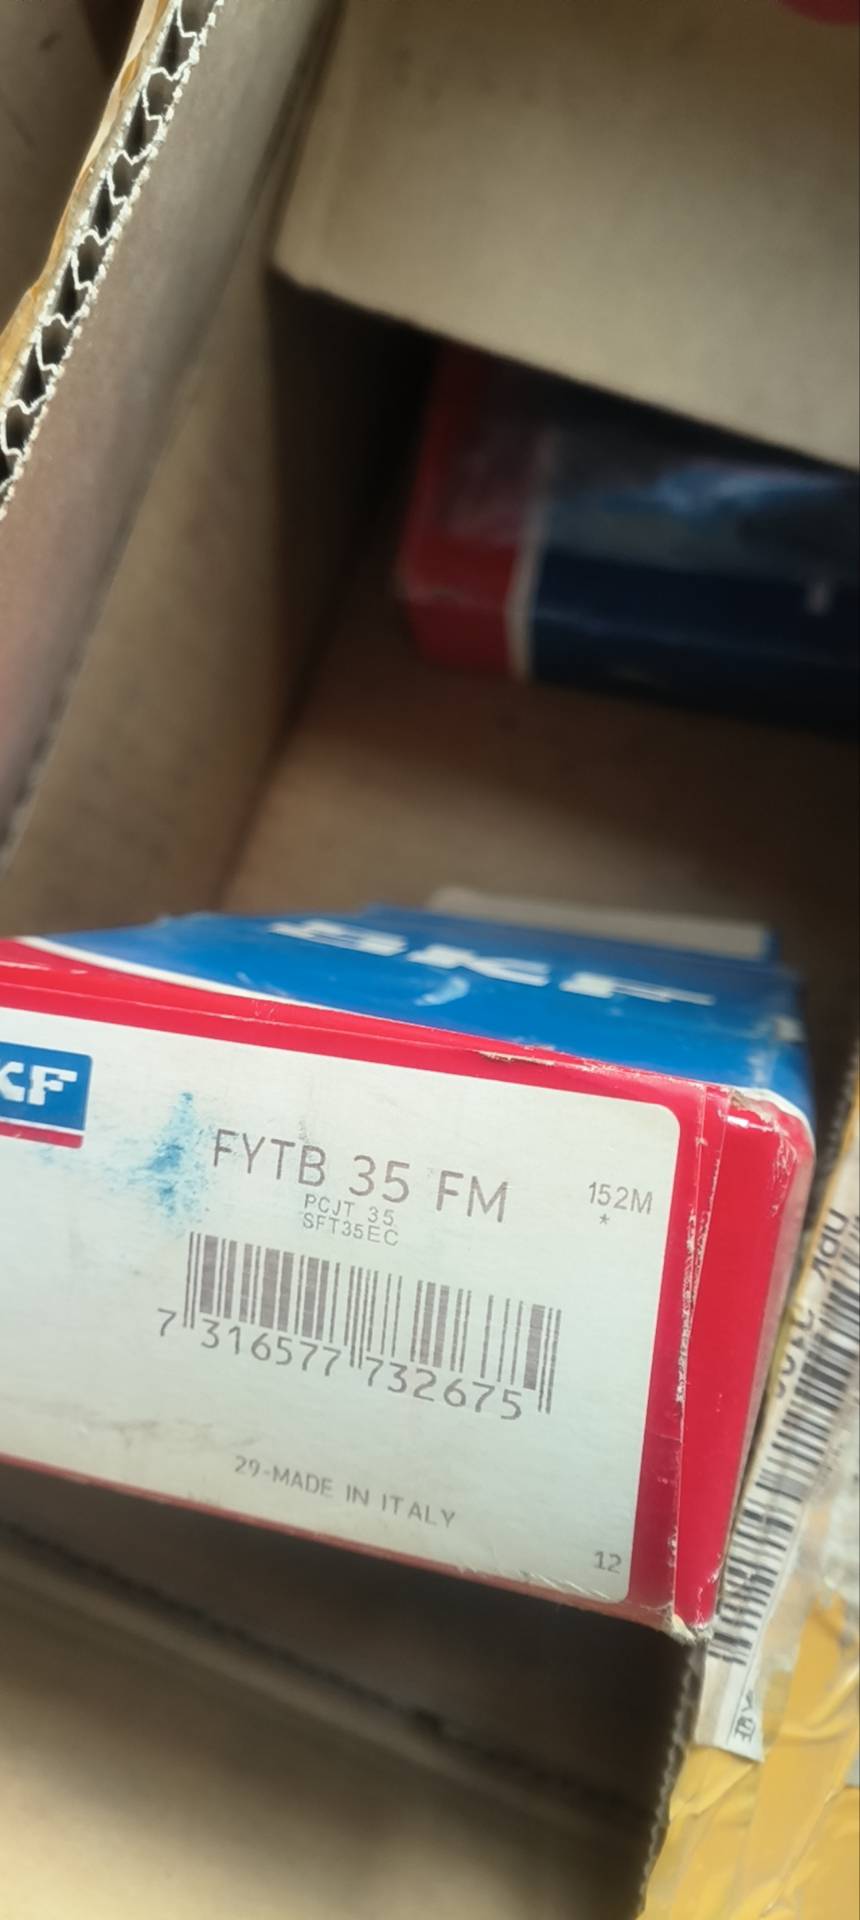 SKF
KF
FYTB 35 FM
PCJT 35
SFT35EC
152M
*
7 316577 732675
29-MADE IN ITALY
12